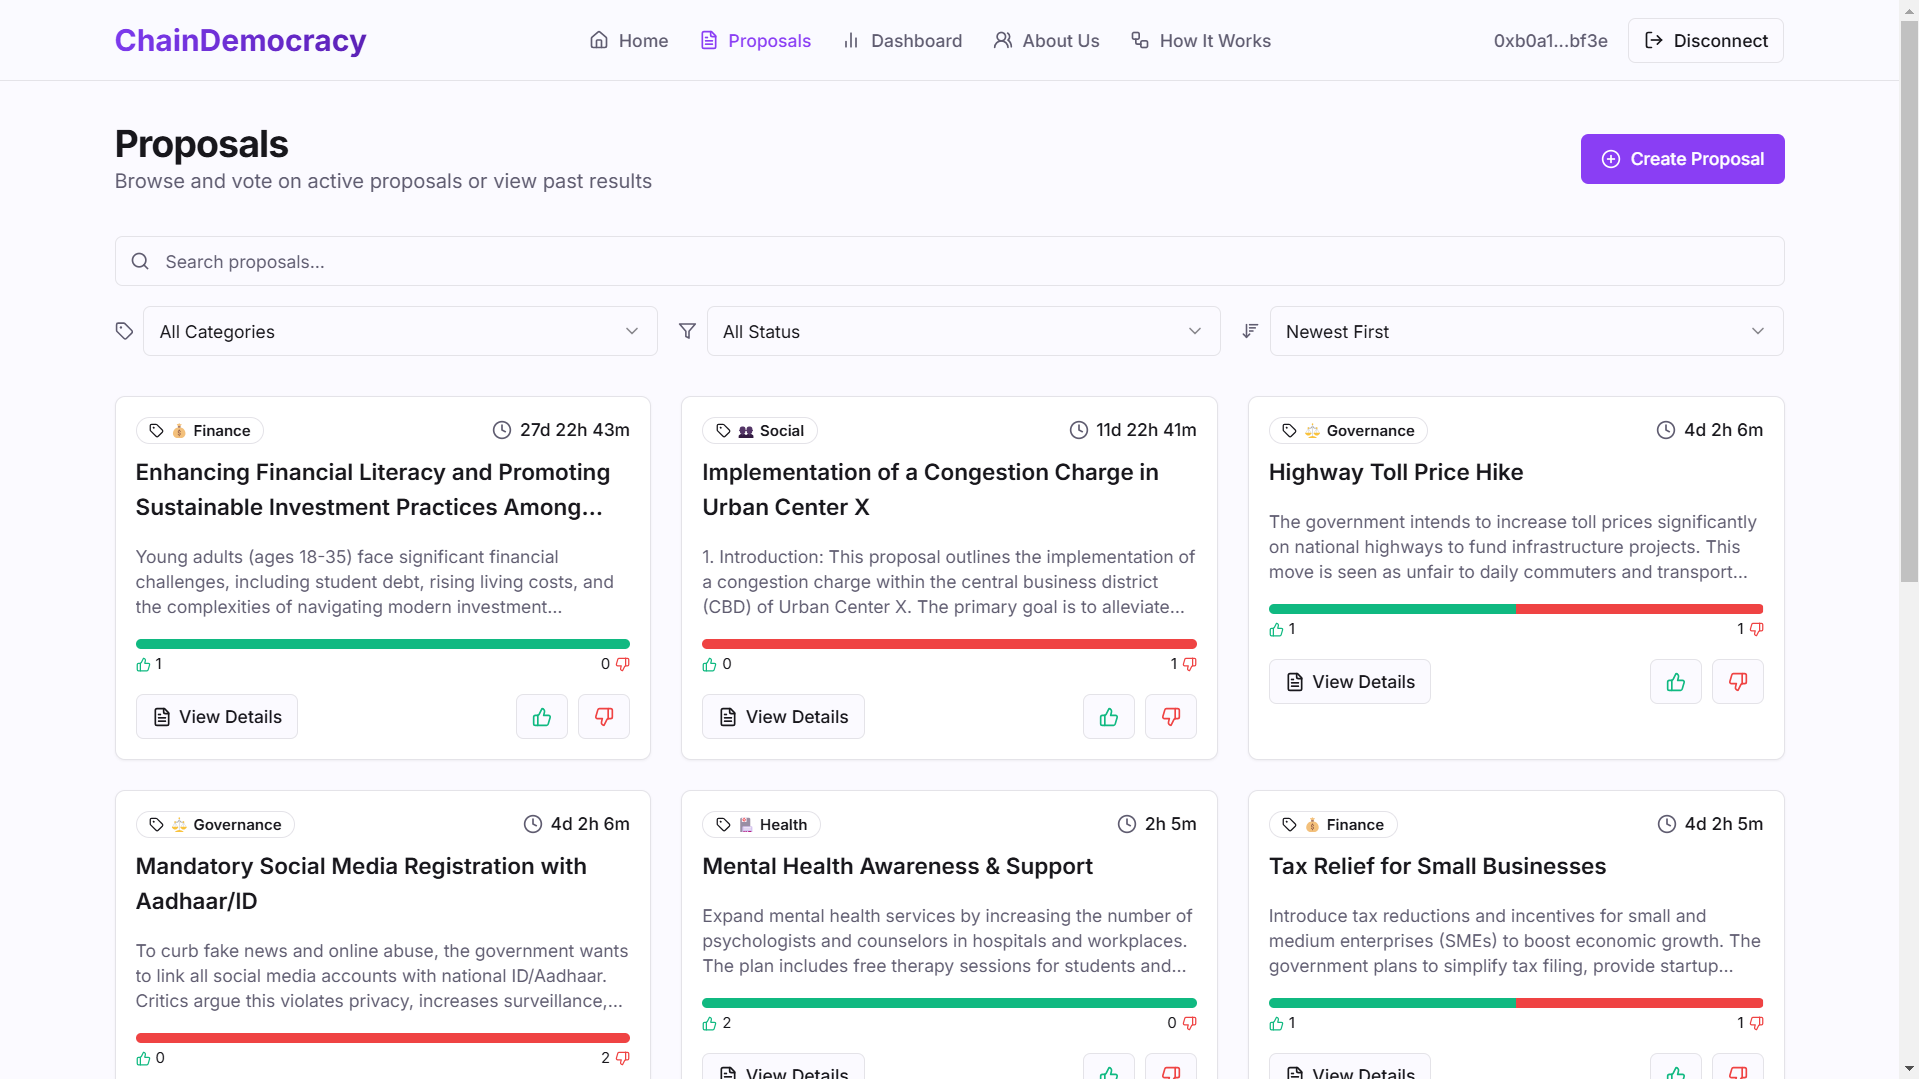 ChainDemocracy
Home
Proposals
Dashboard
About Us
How It Works
0xb0a1...bf3e
Disconnect
Proposals
Browse and vote on active proposals or view past results
Create Proposal
Search proposals...
All Categories
All Status
Newest First
Finance
27d 22h 43m
Enhancing Financial Literacy and Promoting
Sustainable Investment Practices Among...
Young adults (ages 18-35) face significant financial
challenges, including student debt, rising living costs, and
the complexities of navigating modern investment...
1
0
View Details
Social
11d 22h 41m
Implementation of a Congestion Charge in
Urban Center X
1. Introduction: This proposal outlines the implementation of
a congestion charge within the central business district
(CBD) of Urban Center X. The primary goal is to alleviate...
0
1
View Details
Governance
4d 2h 6m
Highway Toll Price Hike
The government intends to increase toll prices significantly
on national highways to fund infrastructure projects. This
move is seen as unfair to daily commuters and transport...
1
1
View Details
Governance
4d 2h 6m
Mandatory Social Media Registration with
Aadhaar/ID
To curb fake news and online abuse, the government wants
to link all social media accounts with national ID/Aadhaar.
Critics argue this violates privacy, increases surveillance,...
0
2
Health
2h 5m
Mental Health Awareness & Support
Expand mental health services by increasing the number of
psychologists and counselors in hospitals and workplaces.
The plan includes free therapy sessions for students and...
2
0
View Details
Finance
4d 2h 5m
Tax Relief for Small Businesses
Introduce tax reductions and incentives for small and
medium enterprises (SMEs) to boost economic growth. The
government plans to simplify tax filing, provide startup...
1
1
View Details